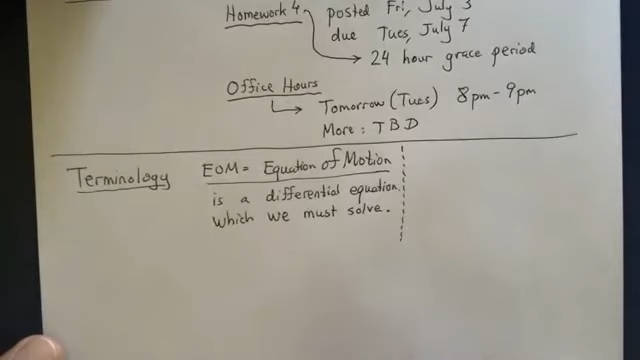 Homework 4
posted Fri, July 3
due Tues, July 7
24 hour grace period
Office Hours
Tomorrow (Tues) 8pm - 9pm
More : TBD
Terminology
EOM = Equation of Motion
is a differential equation
which we must solve.